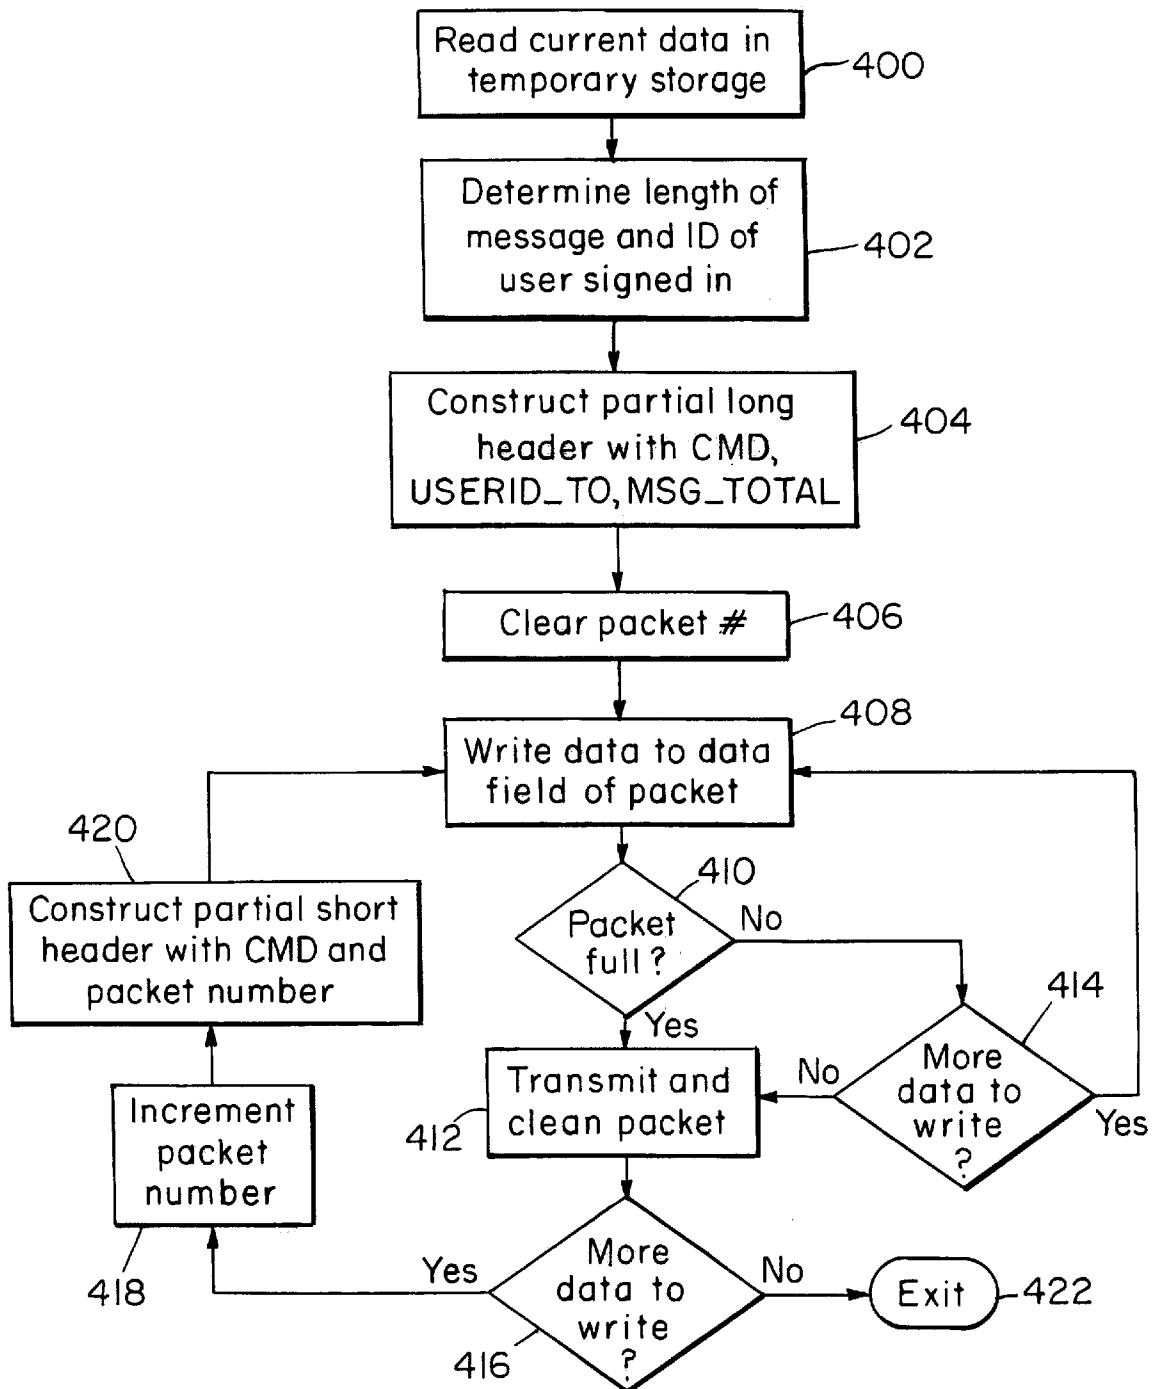 Read current data in
temporary storage
400
Determine length of
message and ID of
user signed in
402
Construct partial long
header with CMD,
USERID_TO, MSG_TOTAL
404
Clear packet #
406
408
Write data to data
field of packet
420
Construct partial short
header with CMD and
packet number
410
Packet
full?
No
Yes
414
More
data to
write
?
No
Yes
Transmit and
clean packet
412
Increment
packet
number
418
More
data to
write
?
416
Yes
No
Exit
422